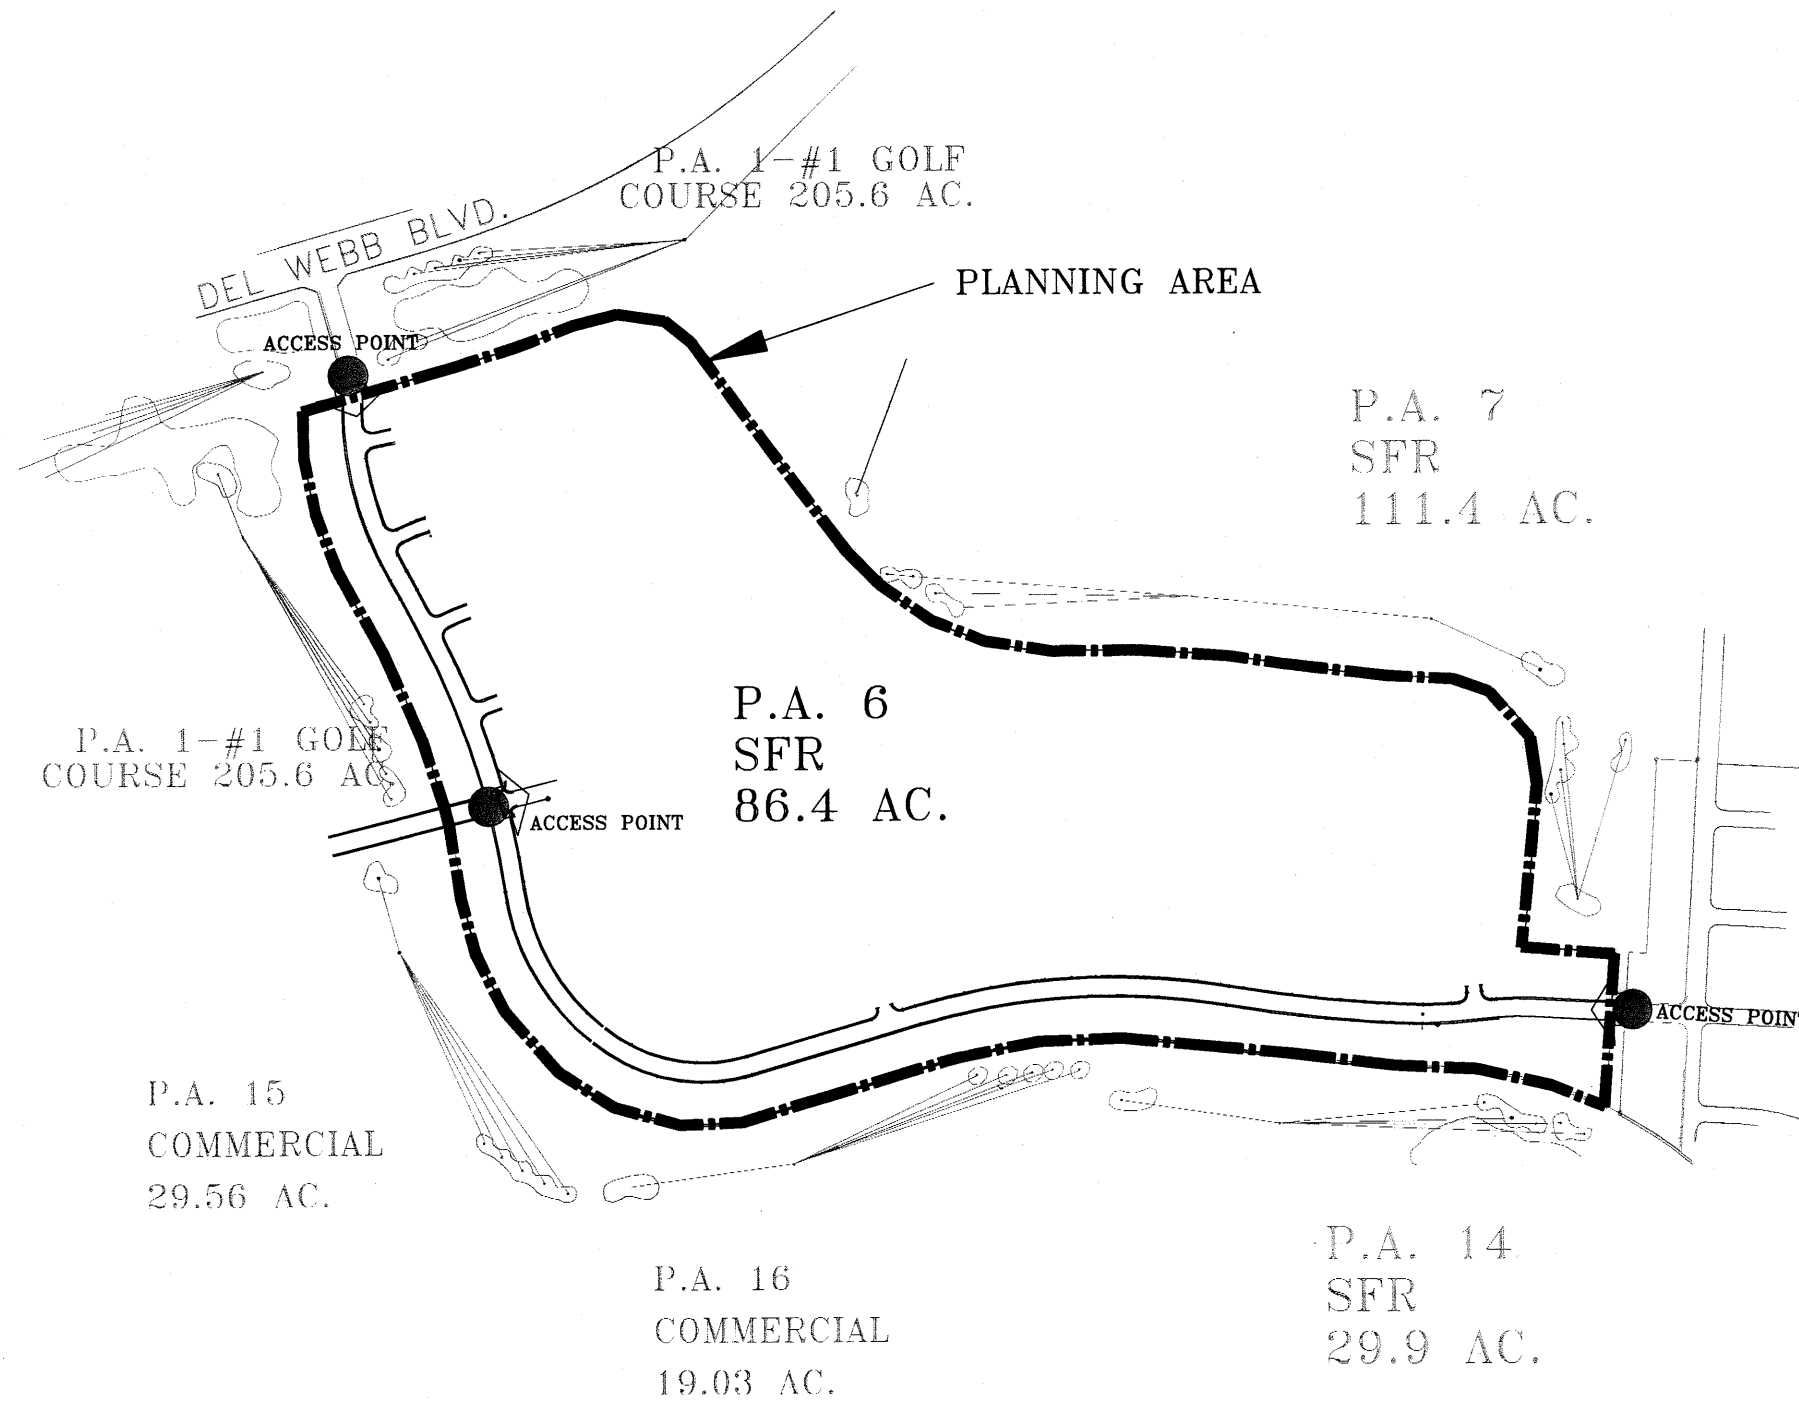 P.A. 1-#1 GOLF
COURSE 205.6 AC.
DEL WEBB BLVD.
PLANNING AREA
ACCESS POINT
P.A. 7
SFR
111.4 AC.
P.A. 6
SFR
86.4 AC.
P.A. 1-#1 GOLF
COURSE 205.6 AC.
ACCESS POINT
ACCESS POIN
P.A. 15
COMMERCIAL
29.56 AC.
P.A. 16
COMMERCIAL
19.03 AC.
P.A. 14
SFR
29.9 AC.